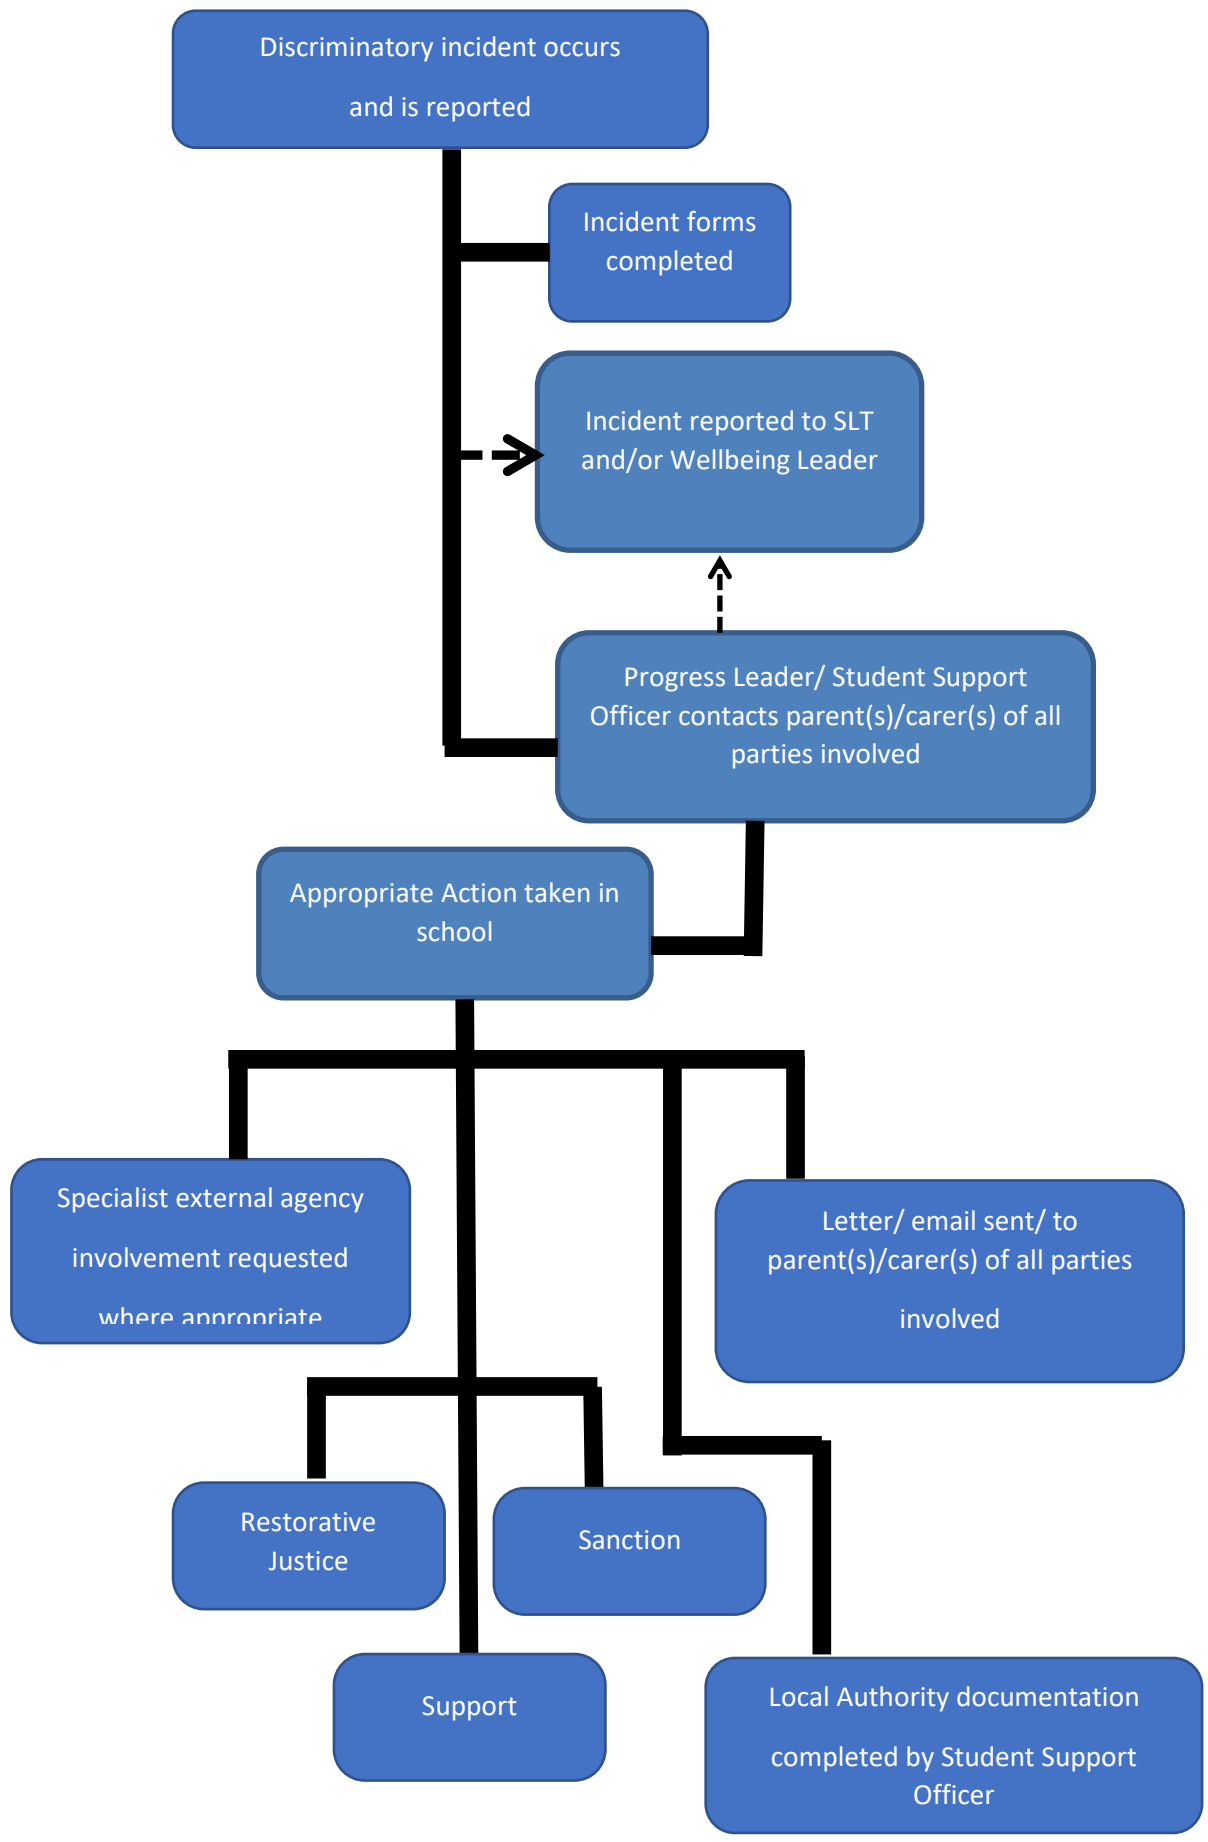 Discriminatory incident occurs
and is reported
Incident forms
completed
Incident reported to SLT
and/or Wellbeing Leader
Progress Leader/ Student Support
Officer contacts parent(s)/carer(s) of all
parties involved
Appropriate Action taken in
school
Specialist external agency
involvement requested
where appropriate
Letter/ email sent/ to
parent(s)/carer(s) of all parties
involved
Restorative
Justice
Sanction
Support
Local Authority documentation
completed by Student Support
Officer